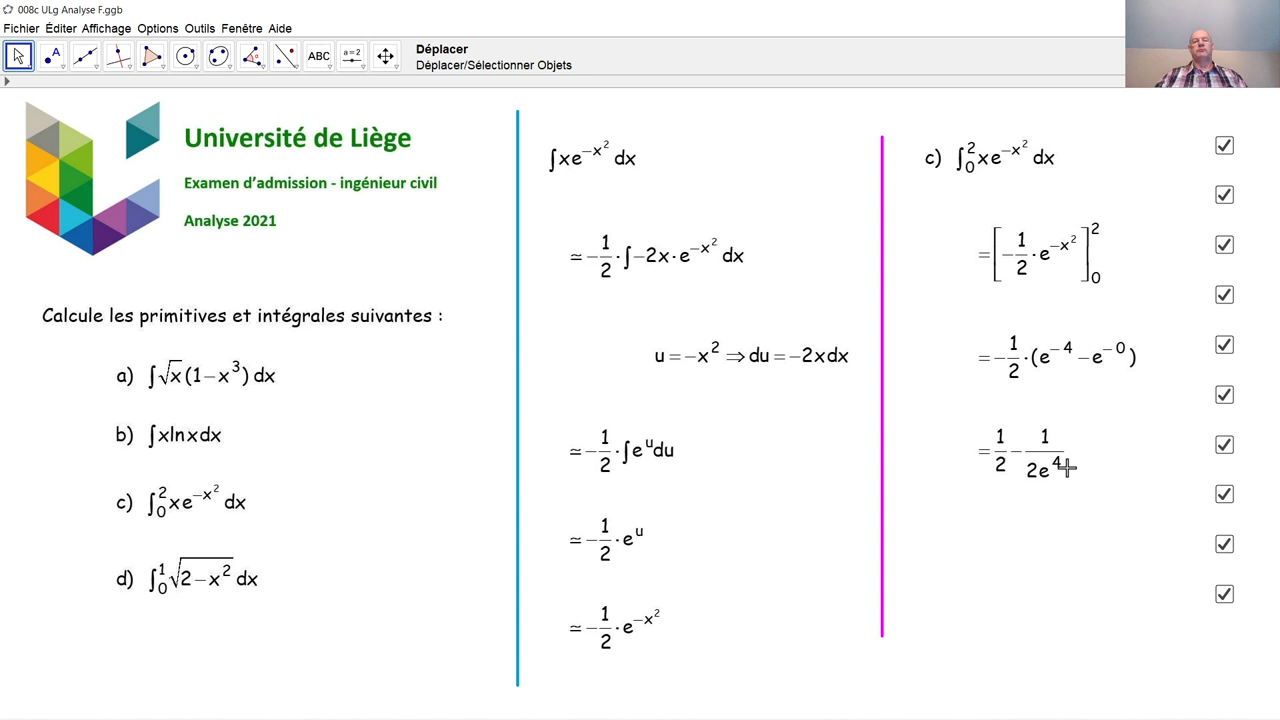 008c ULg Analyse F.ggb
Fichier Éditer Affichage Options Outils Fenêtre Aide
A
ABC
a=2
Déplacer
Déplacer/Sélectionner Objets
Université de Liège
Examen d’admission - ingénieur civil
Analyse 2021
Calcule les primitives et intégrales suivantes :
a) ∫√x(1−x³) dx
b) ∫xlnxdx
c) ∫₀²xe^(−x²) dx
d) ∫₀¹√(2−x²) dx
∫xe^(−x²) dx
≃ −1/2 · ∫−2x · e^(−x²) dx
u = −x² ⇒ du = −2xdx
≃ −1/2 · ∫e^u du
≃ −1/2 · e^u
≃ −1/2 · e^(−x²)
c) ∫₀²xe^(−x²) dx
= [−1/2 · e^(−x²)]₀²
= −1/2 · (e^(−4) − e^(−0))
= 1/2 − 1/(2e⁴)